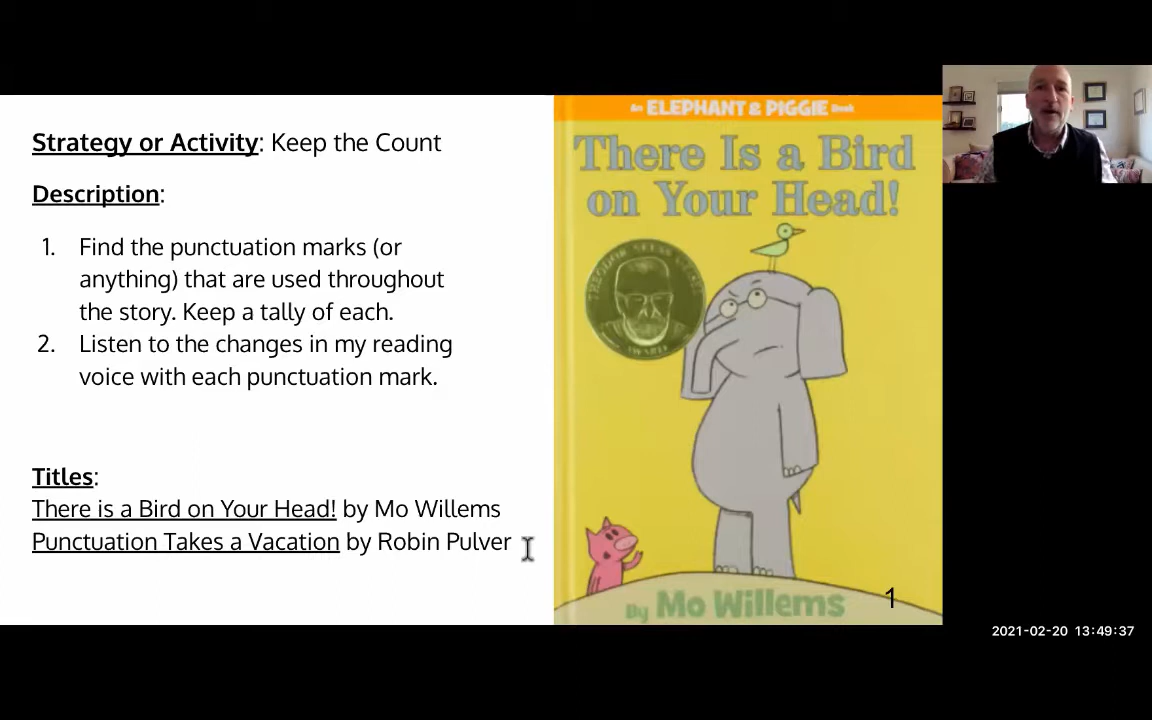 Strategy or Activity: Keep the Count
Description:
1. Find the punctuation marks (or
anything) that are used throughout
the story. Keep a tally of each.
2. Listen to the changes in my reading
voice with each punctuation mark.
Titles:
There is a Bird on Your Head! by Mo Willems
Punctuation Takes a Vacation by Robin Pulver
An ELEPHANT & PIGGIE Book
There Is a Bird
on Your Head!
By Mo Willems
1
2021-02-20 13:49:37